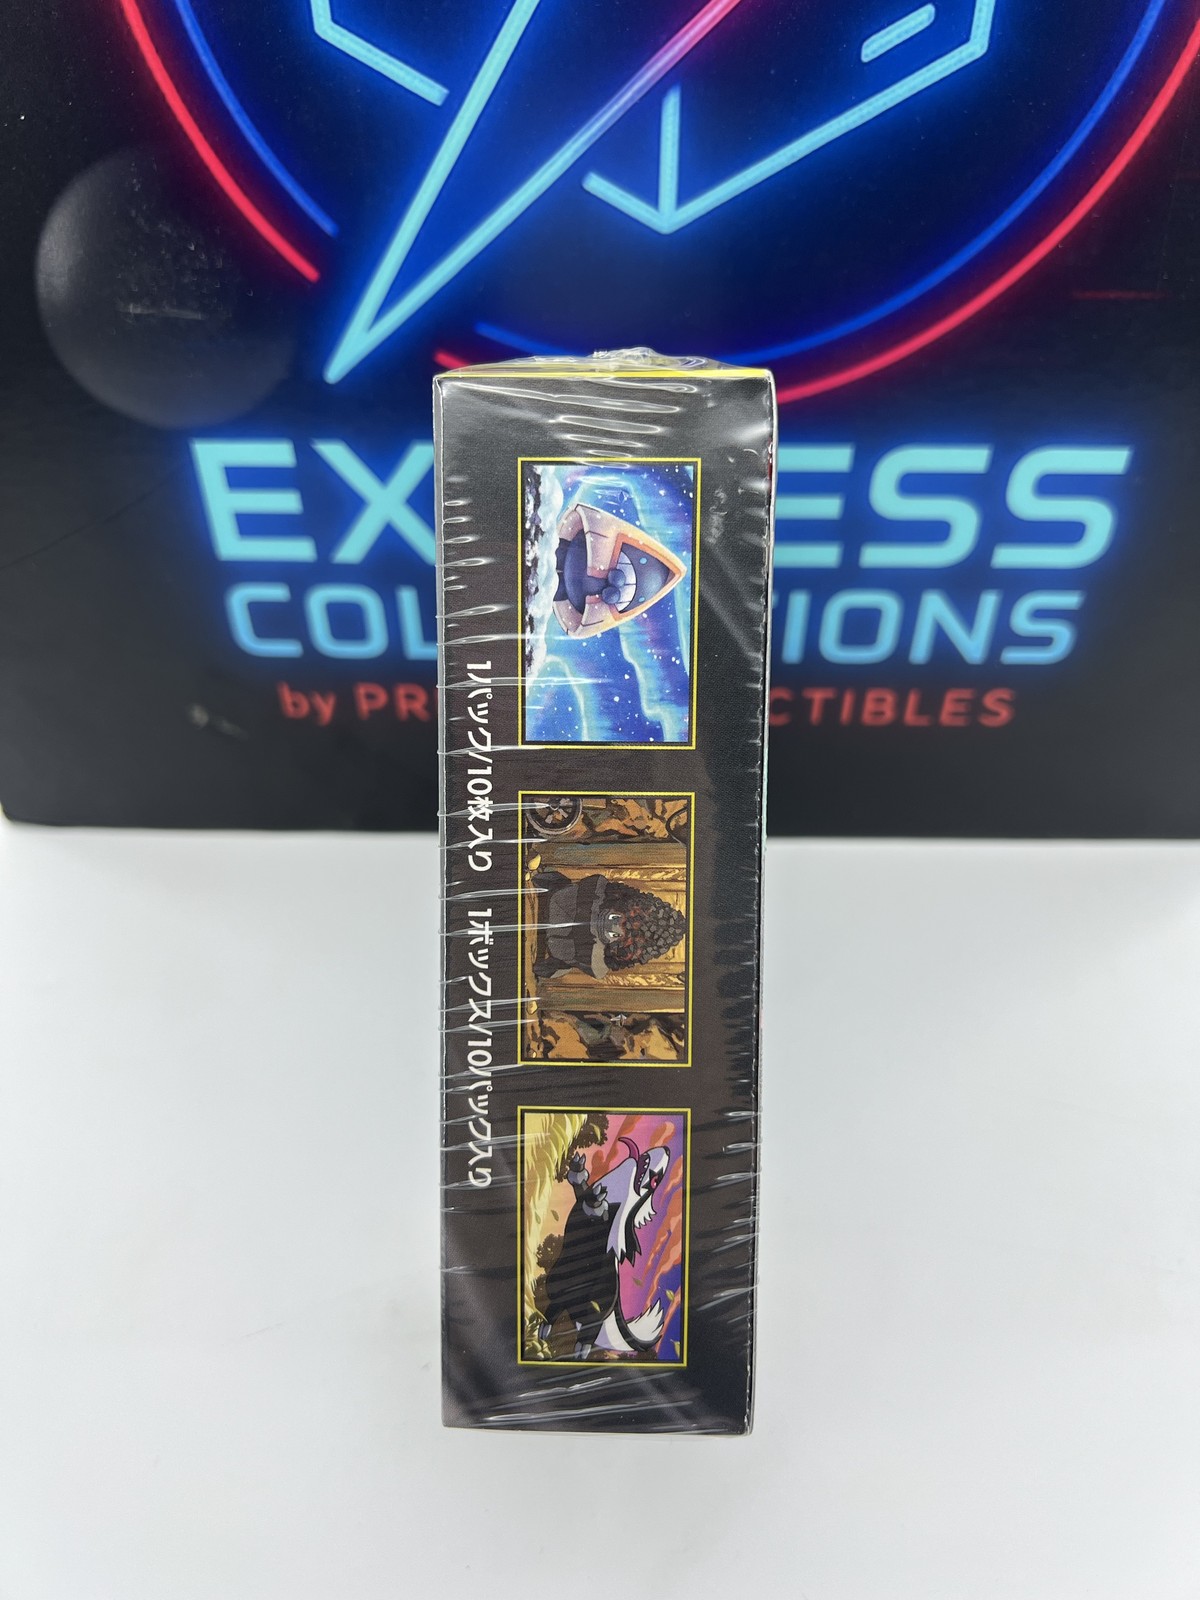 EX ESS
COL TIONS
by PR CTIBLES
1パック/10枚入り 1ボックス/10パック入り